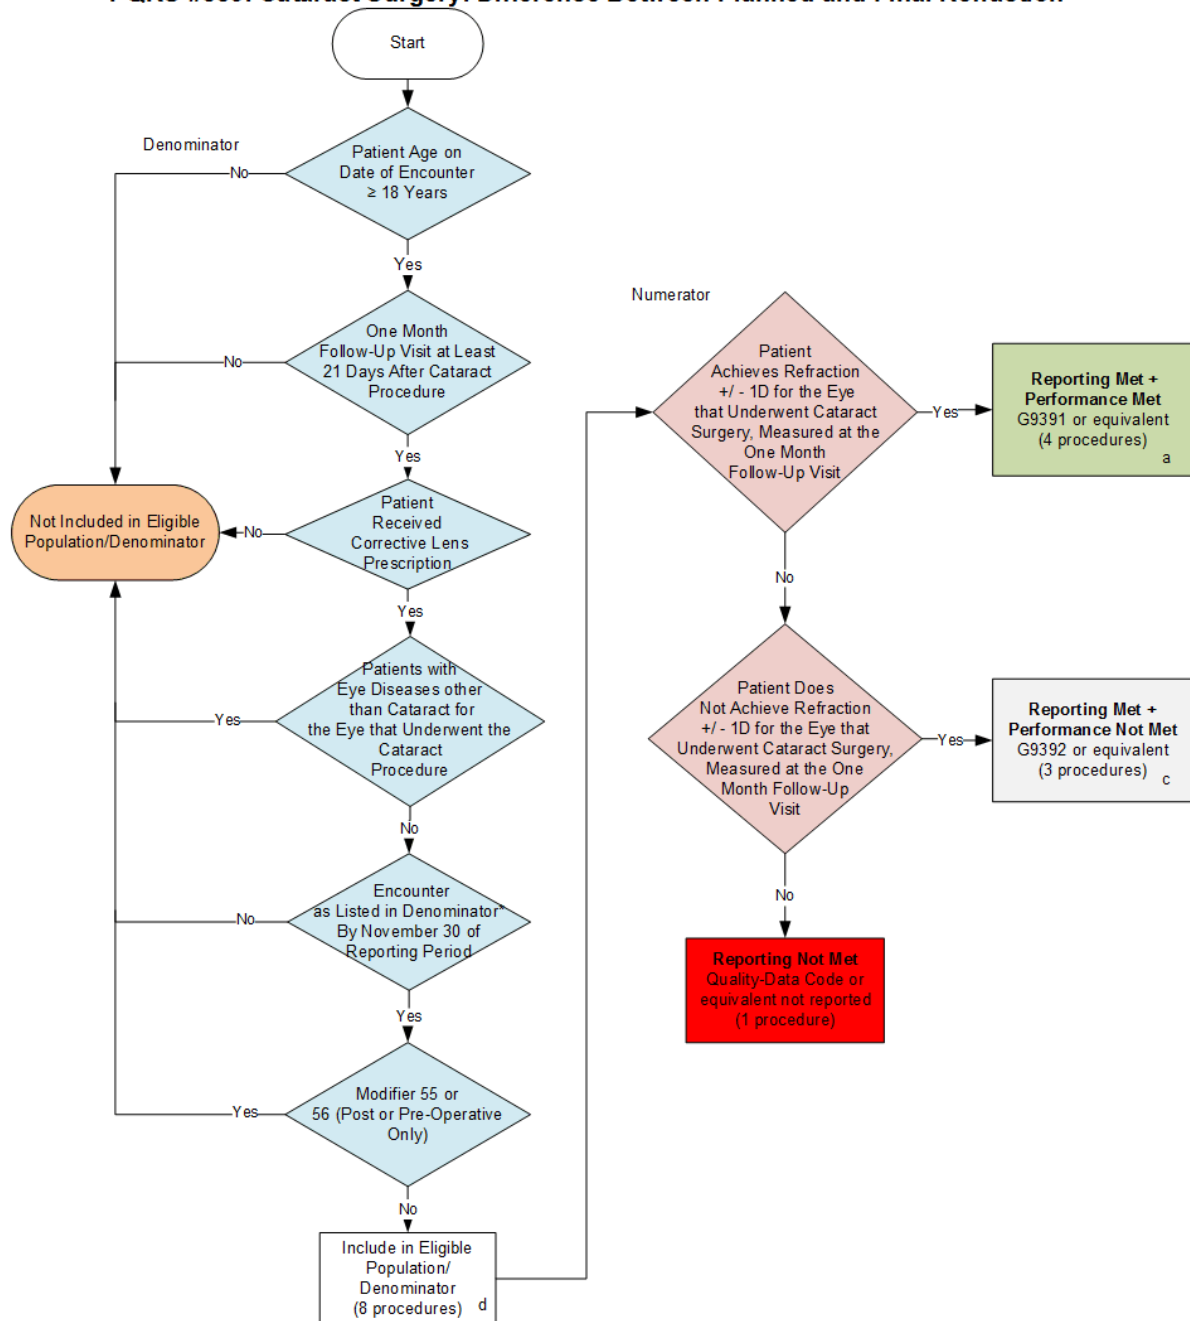 Cataract Surgery: Difference Between Planned and Final
Start
Denominator
Patient Age on
Date of Encounter
≥ 18 Years
No
Yes
One Month
Follow-Up Visit at Least
21 Days After Cataract
Procedure
No
Yes
Patient
Received
Corrective Lens
Prescription
No
Not Included in Eligible
Population/Denominator
Yes
Patients with
Eye Diseases other
than Cataract for
the Eye that Underwent the
Cataract
Procedure
Yes
No
Encounter
as Listed in Denominator*
By November 30 of
Reporting Period
No
Yes
Modifier 55 or
56 (Post or Pre-Operative
Only)
Yes
No
Include in Eligible
Population/
Denominator
(8 procedures) d
Numerator
Patient
Achieves Refraction
+/ - 1D for the Eye
that Underwent Cataract
Surgery, Measured at the
One Month
Follow-Up Visit
Yes
Reporting Met +
Performance Met
G9391 or equivalent
(4 procedures)
a
No
Patient Does
Not Achieve Refraction
+/ - 1D for the Eye that
Underwent Cataract Surgery,
Measured at the One
Month Follow-Up
Visit
Yes
Reporting Met +
Performance Not Met
G9392 or equivalent
(3 procedures)
c
No
Reporting Not Met
Quality-Data Code or
equivalent not reported
(1 procedure)